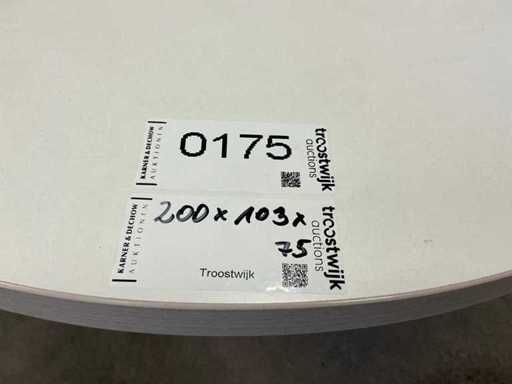 KARNER & DECHOW
AUKTIONEN
0175
troostwijk
auctions
KARNER & DECHOW
AUKTIONEN
200 x 103 x
75
Troostwijk
troostwijk
auctions